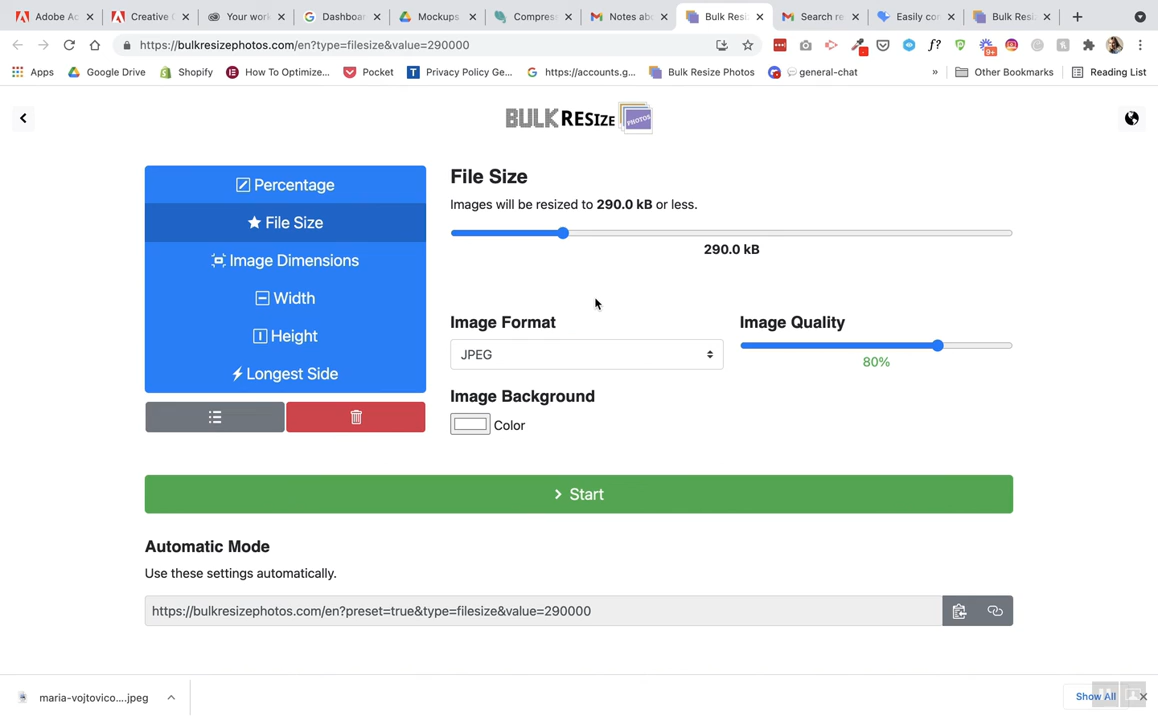 Adobe Ac
Creative C
Your work
Dashboar
Mockups
Compress
Notes abo
Bulk Resi
Search re
Easily cor
Bulk Resi
https://bulkresizephotos.com/en?type=filesize&value=290000
f?
9+
Apps
Google Drive
Shopify
How To Optimize...
Pocket
Privacy Policy Ge...
https://accounts.g...
Bulk Resize Photos
general-chat
»
Other Bookmarks
Reading List
BULK RESIZE PHOTOS
Percentage
File Size
Image Dimensions
Width
Height
Longest Side
File Size
Images will be resized to 290.0 kB or less.
290.0 kB
Image Format
JPEG
Image Quality
80%
Image Background
Color
Start
Automatic Mode
Use these settings automatically.
https://bulkresizephotos.com/en?preset=true&type=filesize&value=290000
maria-vojtovico....jpeg
Show All